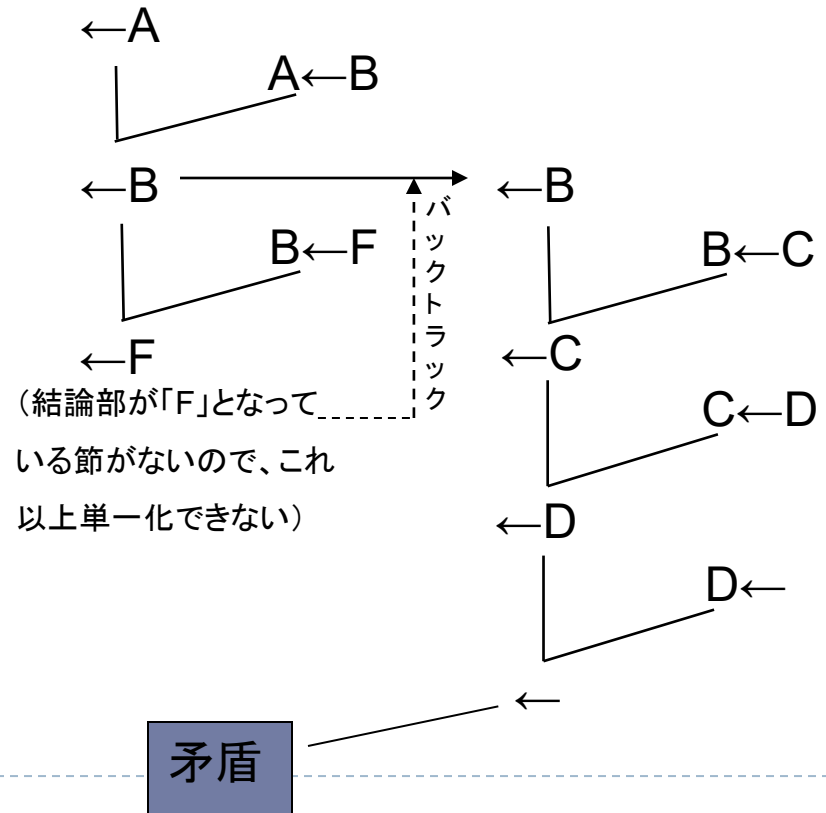 ←A
A←B
←B
B←F
←F
(結論部が「F」となって
いる節がないので、これ
以上単一化できない)
バックトラック
←B
B←C
←C
C←D
←D
D←
←
矛盾